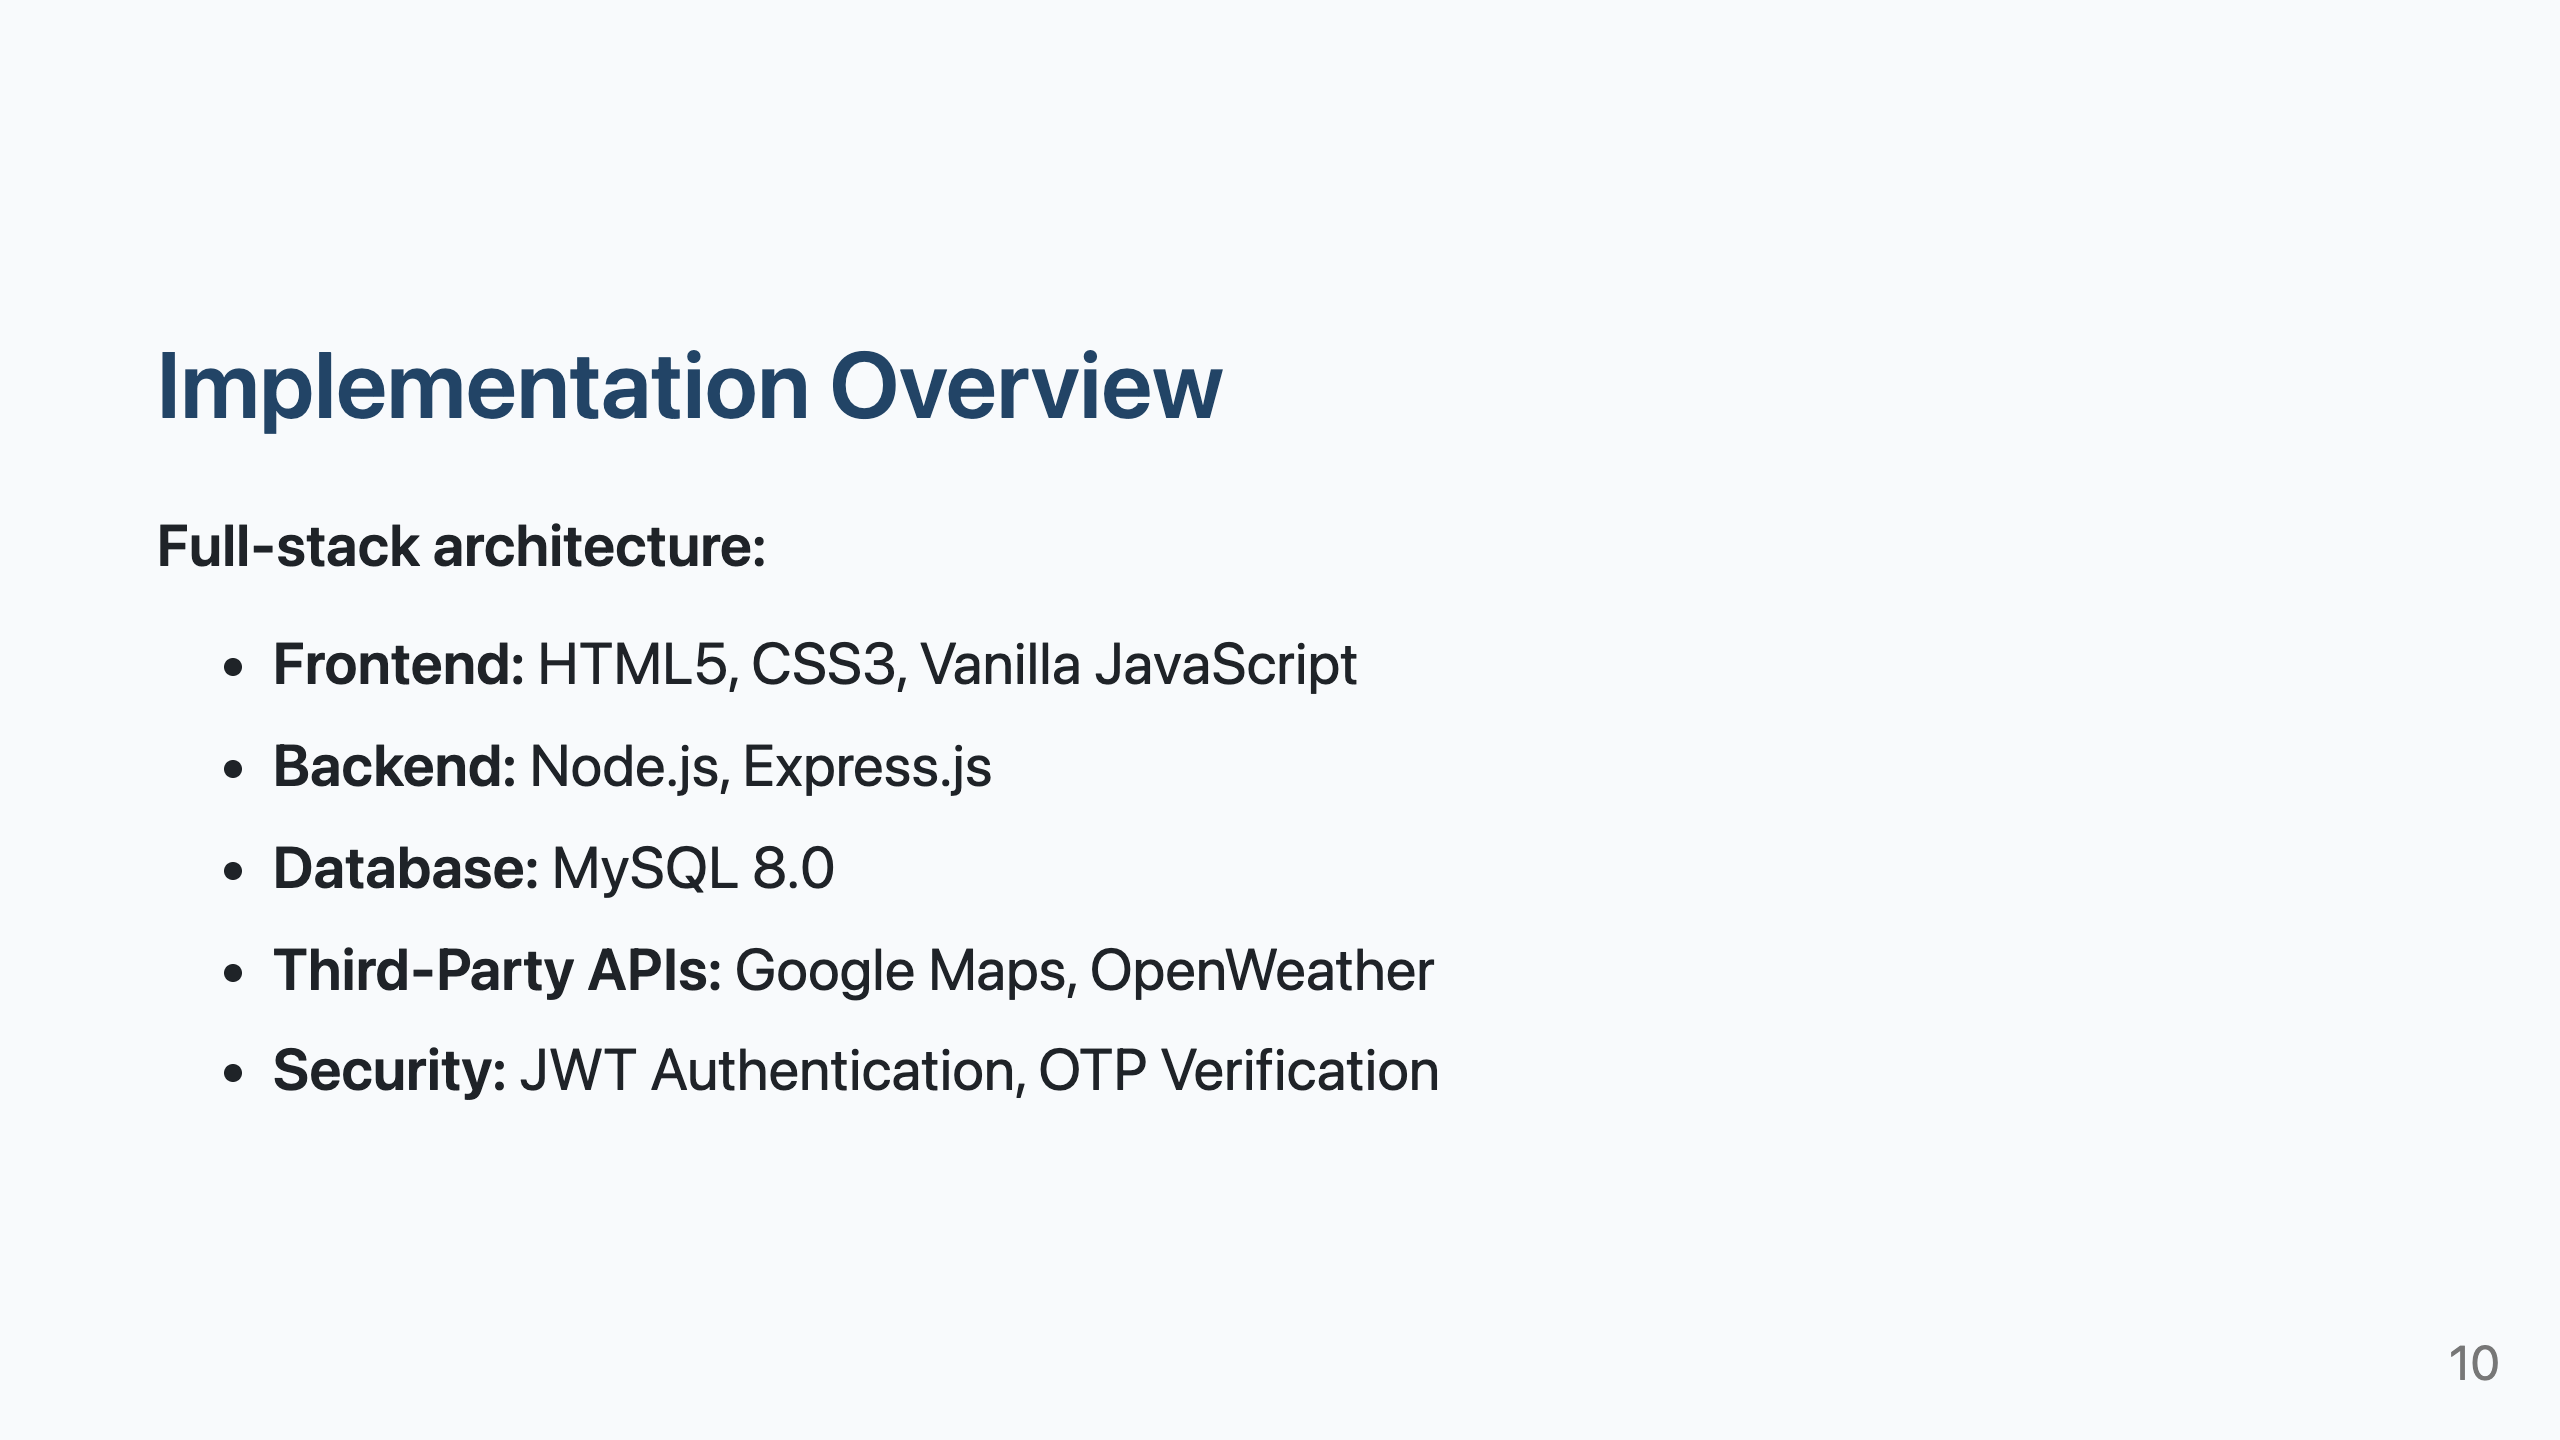 Implementation Overview
Full-stack architecture:
• Frontend: HTML5, CSS3, Vanilla JavaScript
• Backend: Node.js, Express.js
• Database: MySQL 8.0
• Third-Party APIs: Google Maps, OpenWeather
• Security: JWT Authentication, OTP Verification
10